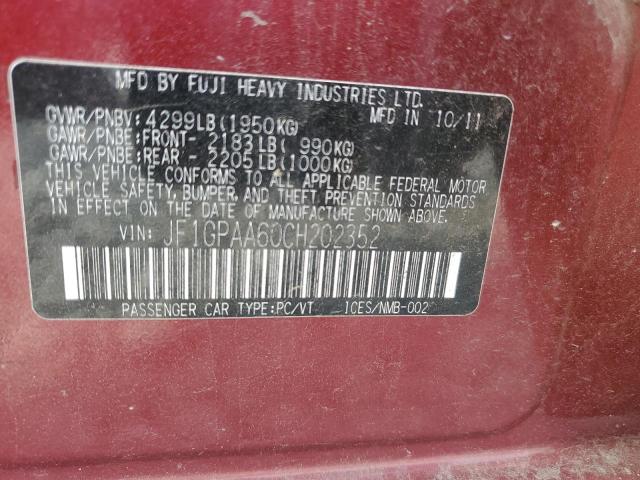 MFD BY FUJI HEAVY INDUSTRIES LTD.
GVWR/PNBV: 4299LB(1950KG) MFD IN 10/11
GAWR/PNBE:FRONT- 2183LB( 990KG)
GAWR/PNBE:REAR - 2205LB(1000KG)
THIS VEHICLE CONFORMS TO ALL APPLICABLE FEDERAL MOTOR
VEHICLE SAFETY, BUMPER, AND THEFT PREVENTION STANDARDS
IN EFFECT ON THE DATE OF MANUFACTURE SHOWN ABOVE.
VIN: JF1GPAA60CH202352
PASSENGER CAR TYPE:PC/VT ICES/NMB-002